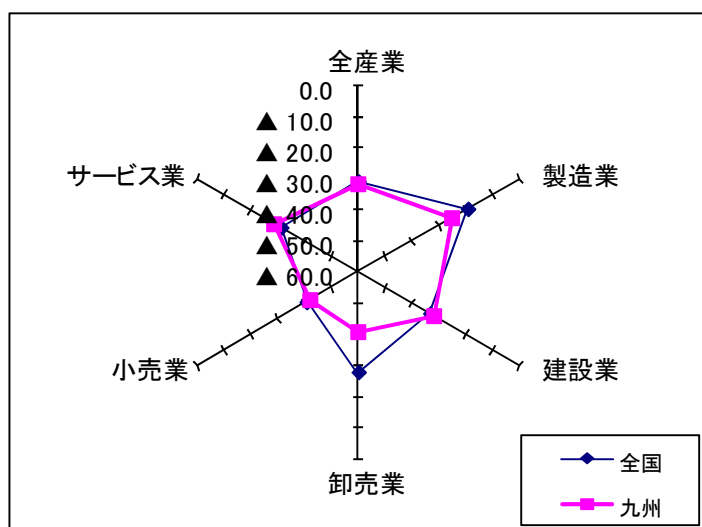 全産業
0.0
▲ 10.0
▲ 20.0
▲ 30.0
▲ 40.0
▲ 50.0
▲ 60.0
サービス業
製造業
小売業
建設業
卸売業
全国
九州